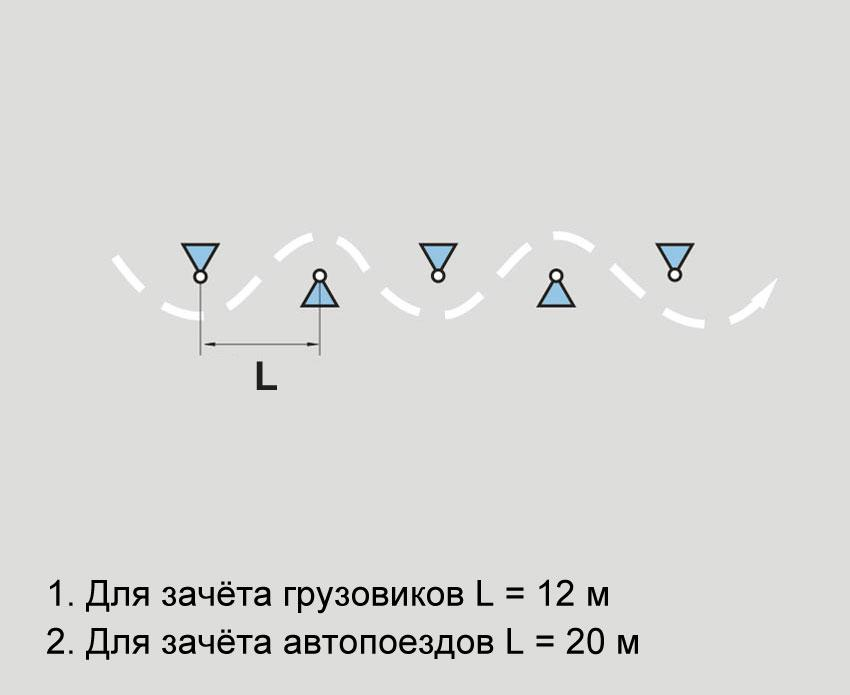 L
1. Для зачёта грузовиков L = 12 м
2. Для зачёта автопоездов L = 20 м